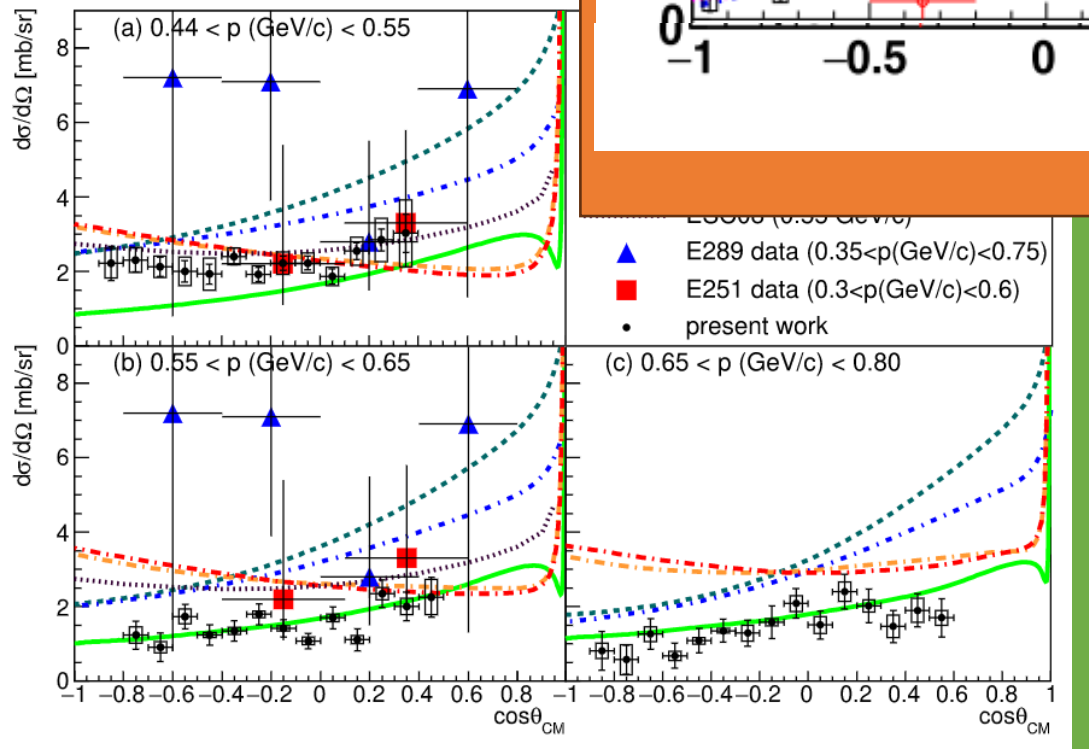 (a) 0.44 < p (GeV/c) < 0.55
dσ/dΩ [mb/sr]
8
6
4
2
0
0
−1 −0.5 0
E289 data (0.35<p(GeV/c)<0.75)
E251 data (0.3<p(GeV/c)<0.6)
present work
(b) 0.55 < p (GeV/c) < 0.65
dσ/dΩ [mb/sr]
8
6
4
2
0
−1 −0.8 −0.6 −0.4 −0.2 0 0.2 0.4 0.6 0.8
cosθCM
(c) 0.65 < p (GeV/c) < 0.80
−1 −0.8 −0.6 −0.4 −0.2 0 0.2 0.4 0.6 0.8 1
cosθCM